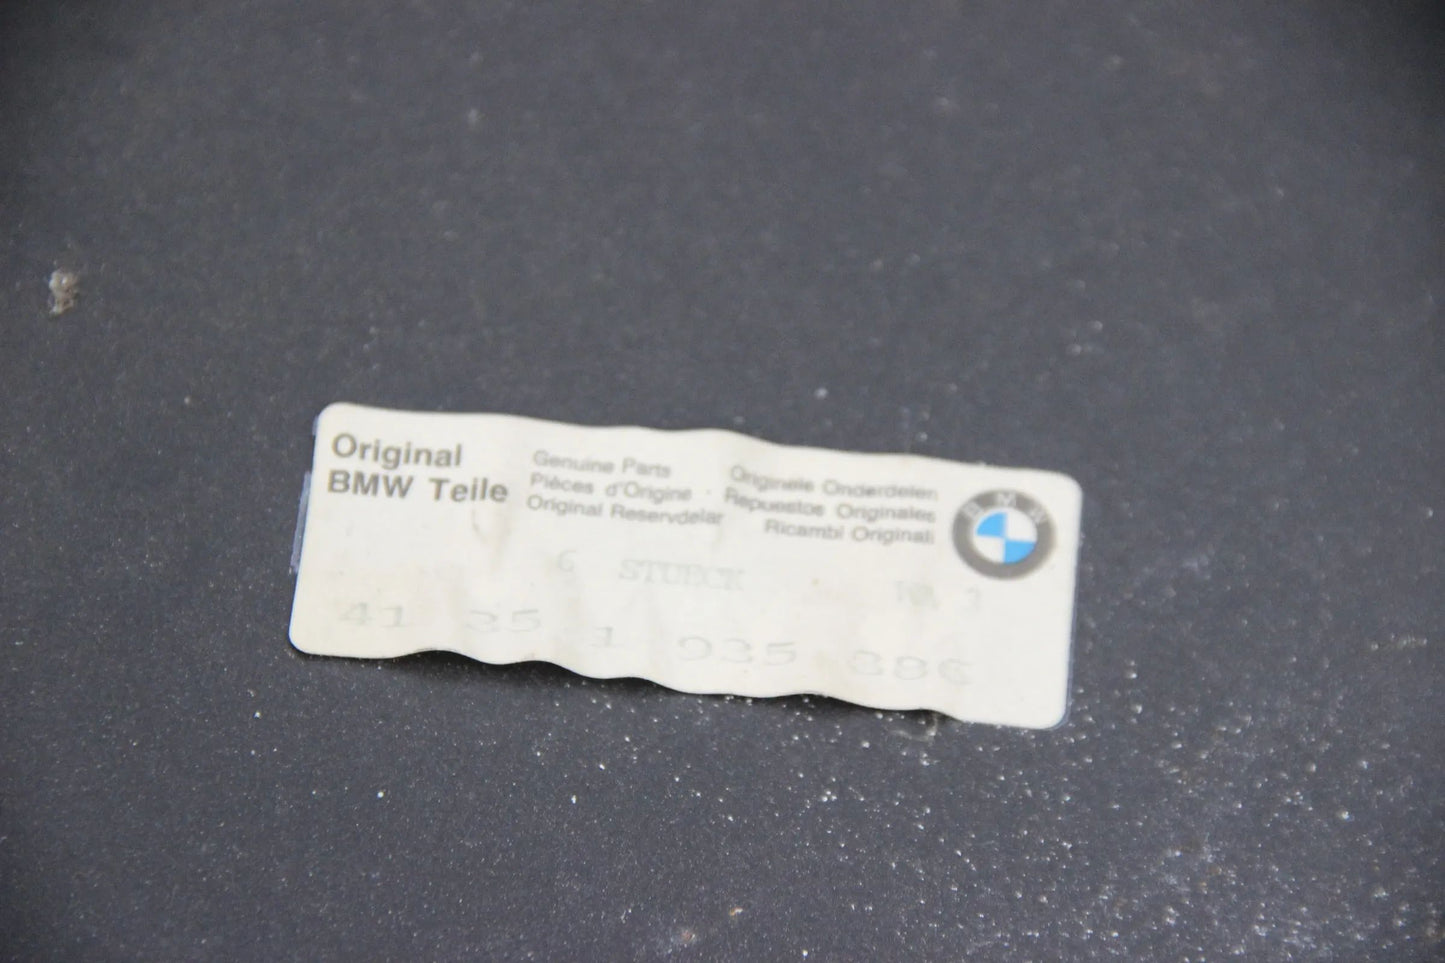 Original
BMW Teile
Genuine Parts
Pièces d'Origine ·
Original Reservdelar
Originele Onderdelen
Repuestos Originales
Ricambi Originali
BMW
6 STUECK
41 35 1 935